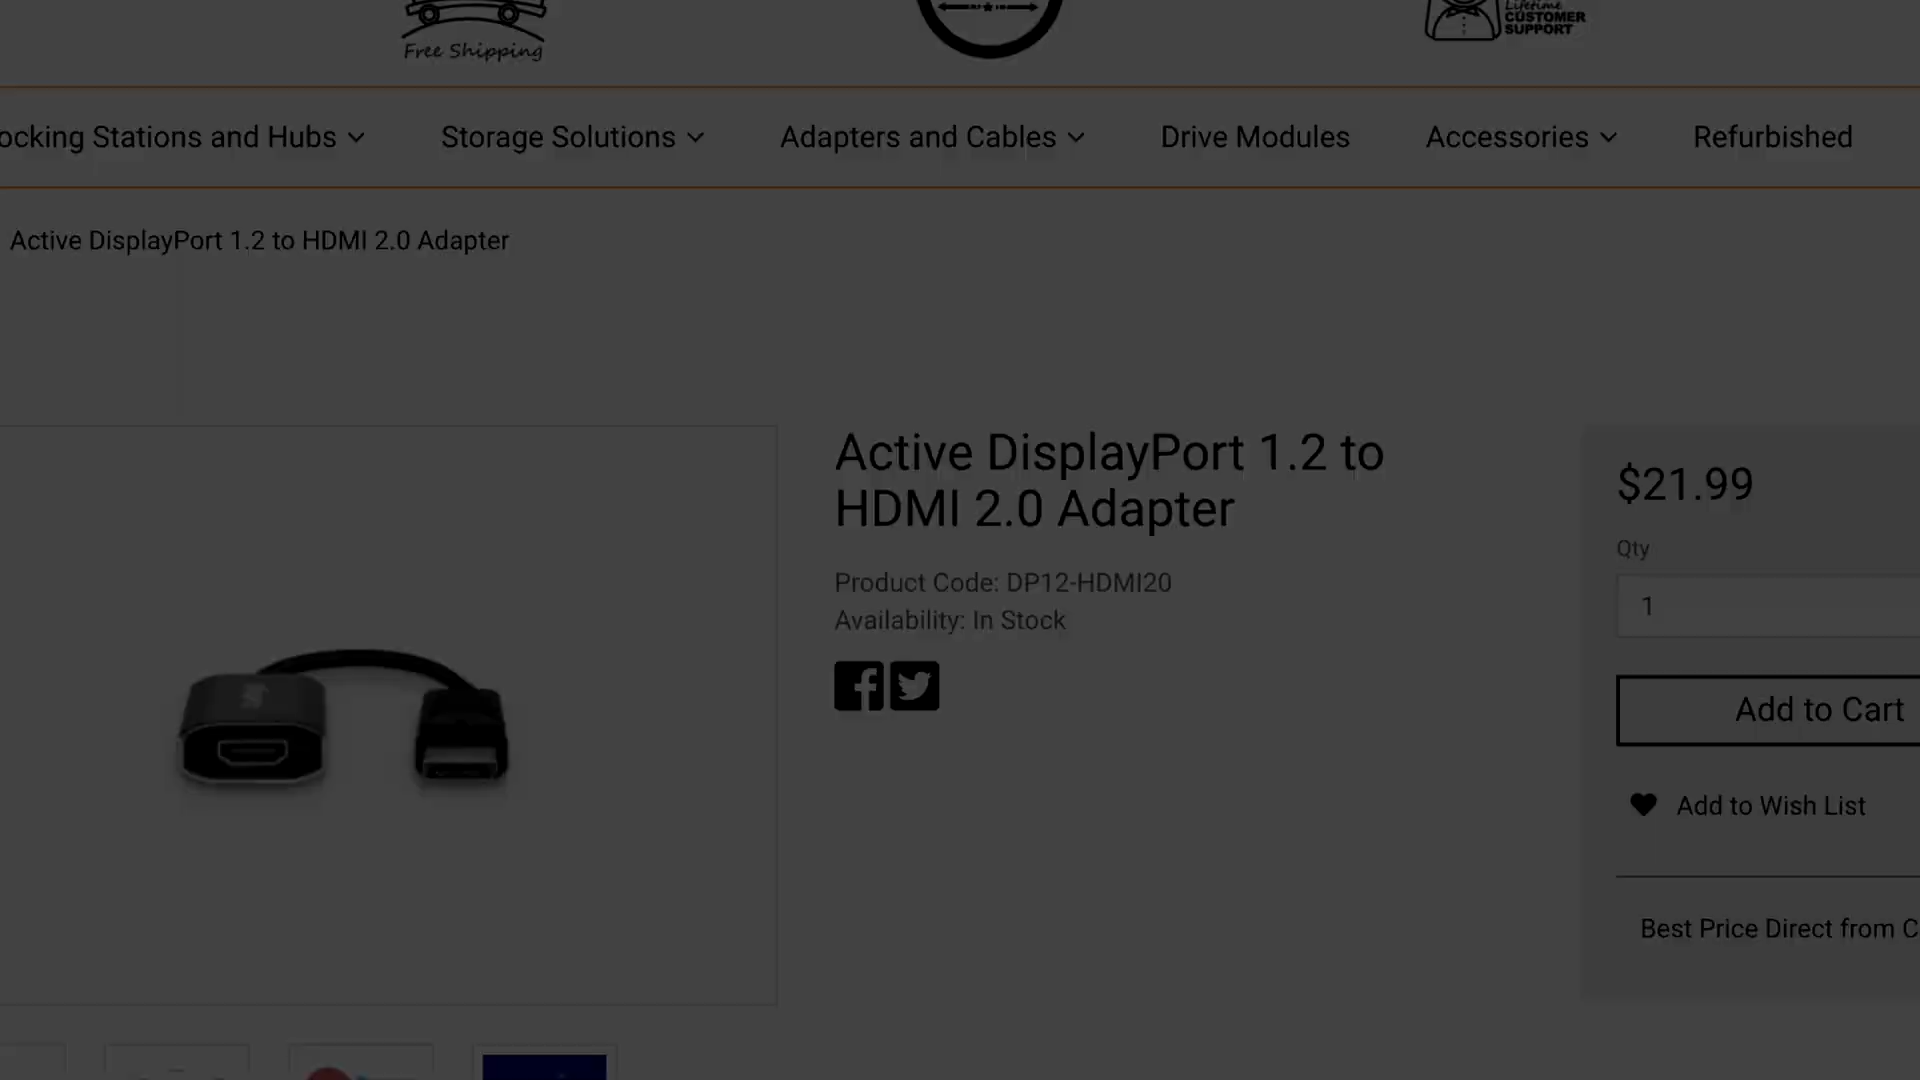 Free Shipping
Lifetime
CUSTOMER
SUPPORT
ocking Stations and Hubs
Storage Solutions
Adapters and Cables
Drive Modules
Accessories
Refurbished
Active DisplayPort 1.2 to HDMI 2.0 Adapter
Active DisplayPort 1.2 to
HDMI 2.0 Adapter
Product Code: DP12-HDMI20
Availability: In Stock
$21.99
Qty
1
Add to Cart
Add to Wish List
Best Price Direct from C